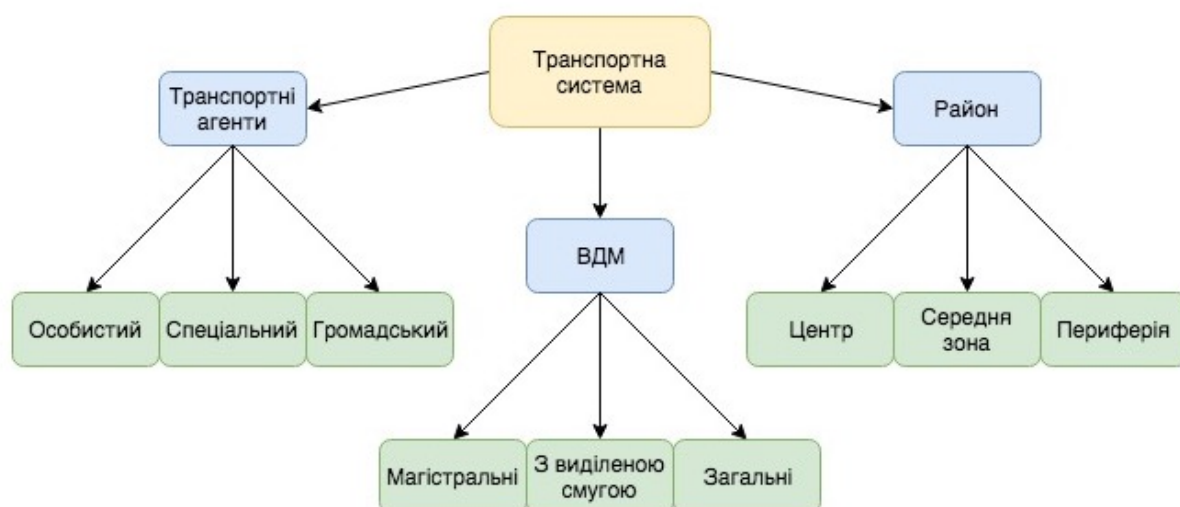 Транспортна
система
Транспортні
агенти
Район
ВДМ
Особистий
Спеціальний
Громадський
Центр
Середня
зона
Периферія
Магістральні
З виділеною
смугою
Загальні